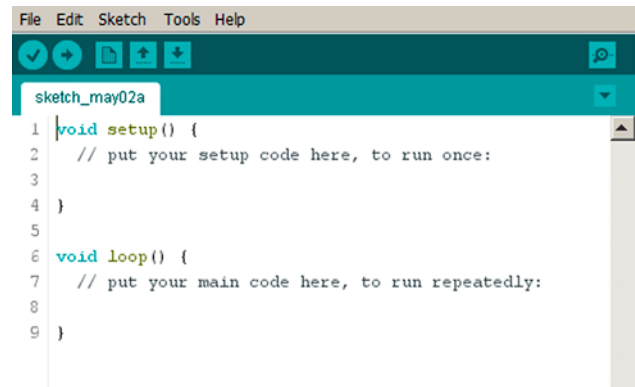 File Edit Sketch Tools Help
sketch_may02a
1 void setup() {
2   // put your setup code here, to run once:
3
4 }
5
6 void loop() {
7   // put your main code here, to run repeatedly:
8
9 }